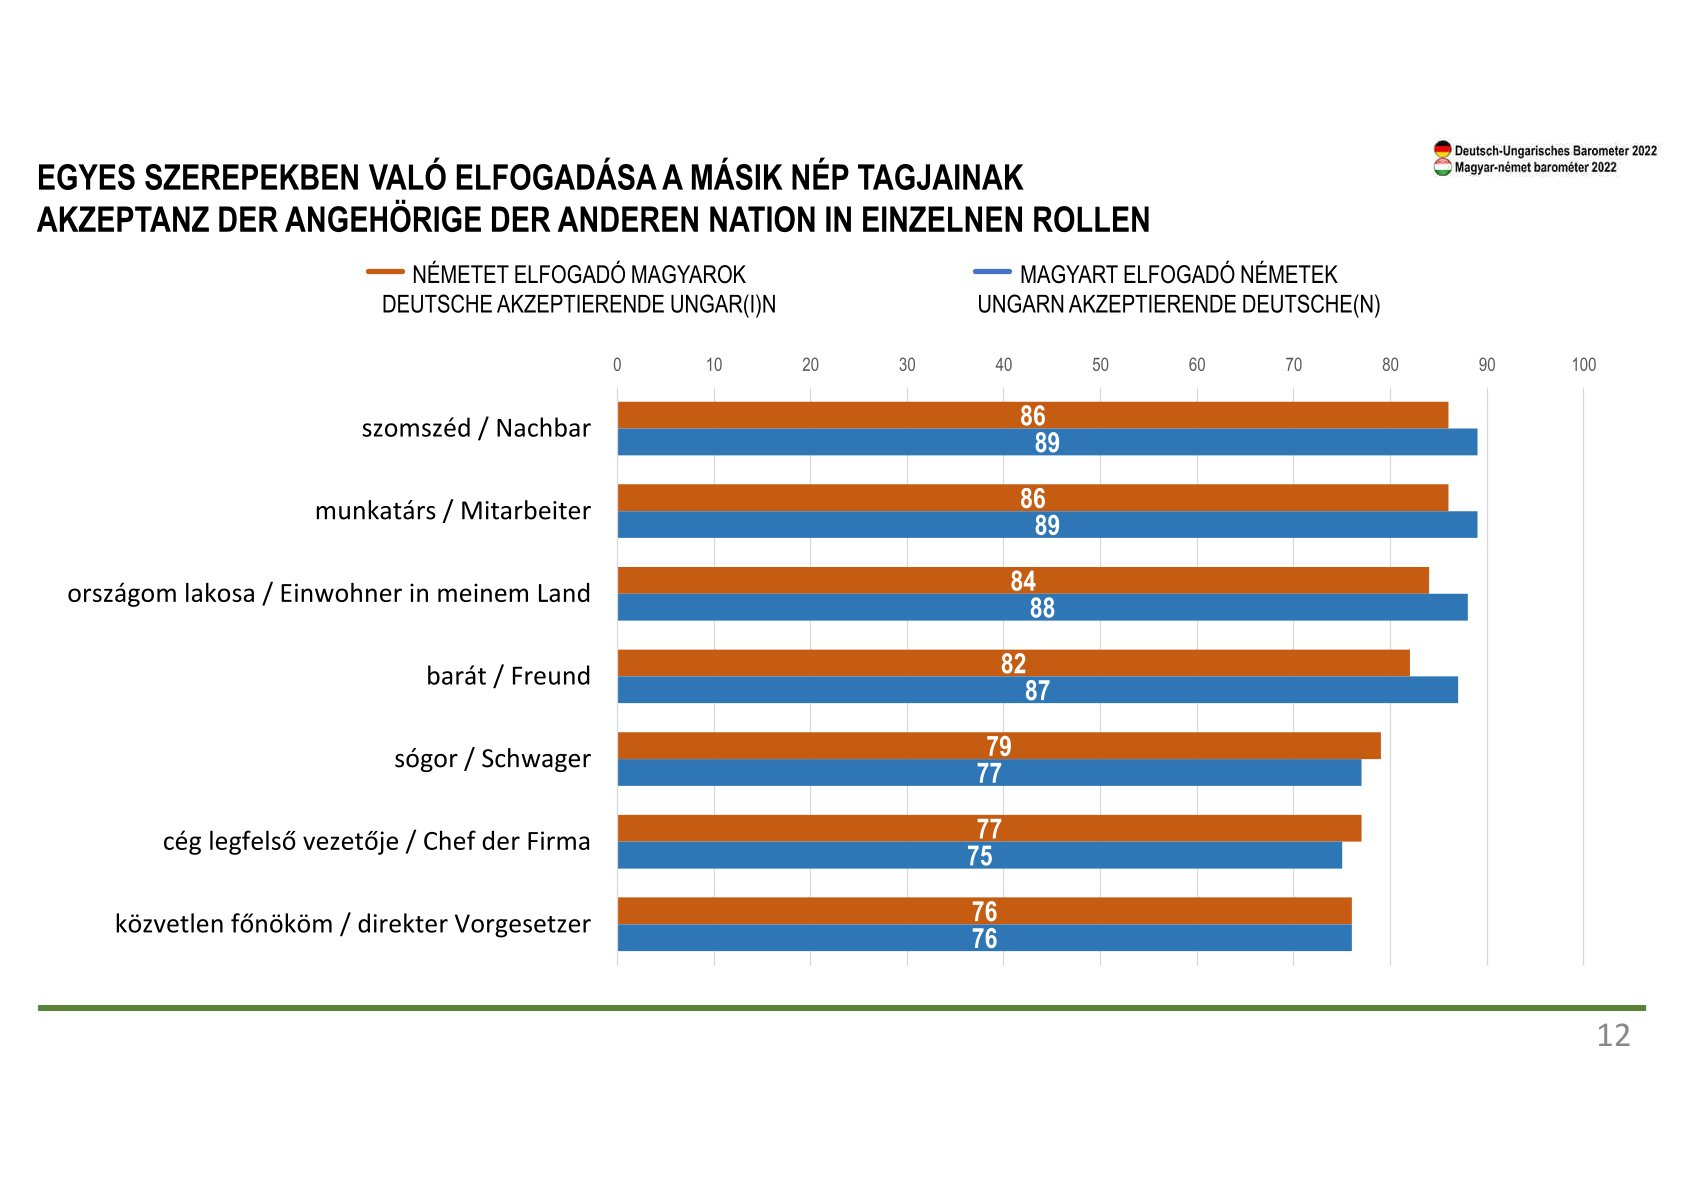 Deutsch-Ungarisches Barometer 2022
Magyar-német barométer 2022
EGYES SZEREPEKBEN VALÓ ELFOGADÁSA A MÁSIK NÉP TAGJAINAK
AKZEPTANZ DER ANGEHÖRIGE DER ANDEREN NATION IN EINZELNEN ROLLEN
NÉMETET ELFOGADÓ MAGYAROK
DEUTSCHE AKZEPTIERENDE UNGAR(I)N
MAGYART ELFOGADÓ NÉMETEK
UNGARN AKZEPTIERENDE DEUTSCHE(N)
0 10 20 30 40 50 60 70 80 90 100
szomszéd / Nachbar
86
89
munkatárs / Mitarbeiter
86
89
országom lakosa / Einwohner in meinem Land
84
88
barát / Freund
82
87
sógor / Schwager
79
77
cég legfelső vezetője / Chef der Firma
77
75
közvetlen főnököm / direkter Vorgesetzer
76
76
12